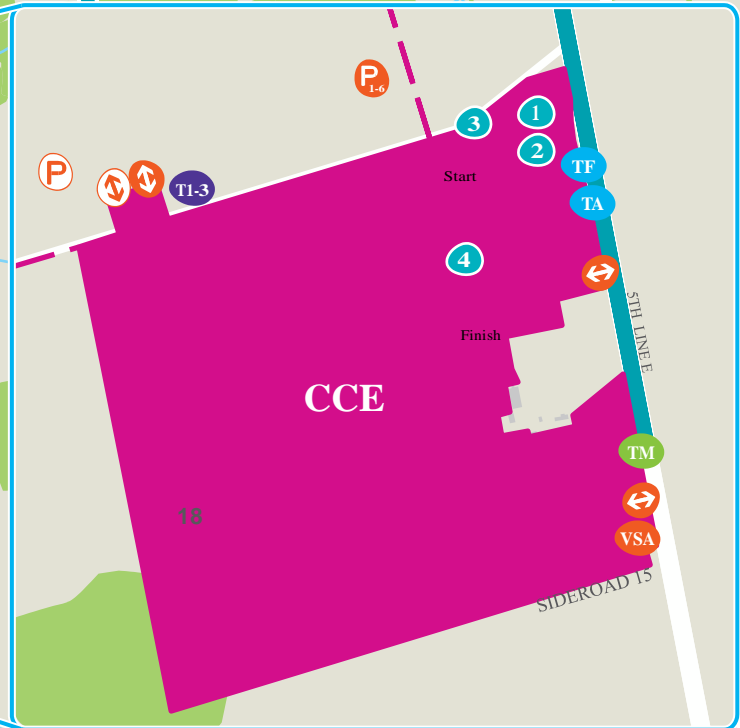 P
1-6
1
3
2
P
TF
Start
T1-3
TA
4
5TH LINE E
Finish
CCE
TM
18
VSA
SIDEROAD 15